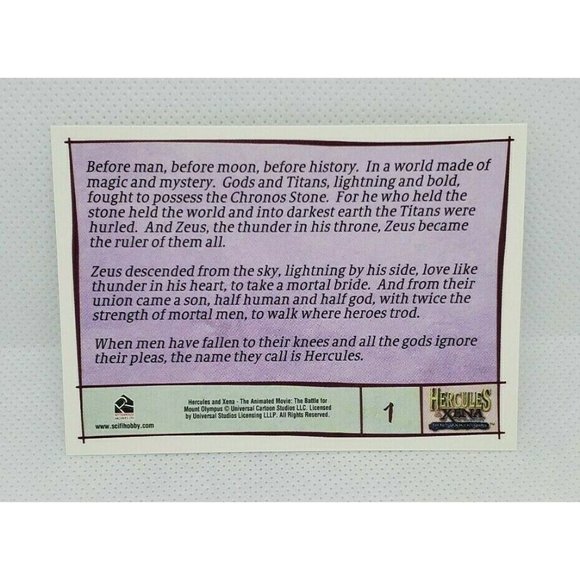 Before man, before moon, before history. In a world made of
magic and mystery. Gods and Titans, lightning and bold,
fought to possess the Chronos Stone. For he who held the
stone held the world and into darkest earth the Titans were
hurled. And Zeus, the thunder in his throne, Zeus became
the ruler of them all.
Zeus descended from the sky, lightning by his side, love like
thunder in his heart, to take a mortal bride. And from their
union came a son, half human and half god, with twice the
strength of mortal men, to walk where heroes trod.
When men have fallen to their knees and all the gods ignore
their pleas, the name they call is Hercules.
www.scifihobby.com
Hercules and Xena - The Animated Movie: The Battle for
Mount Olympus © Universal Cartoon Studios LLC. Licensed
by Universal Studios Licensing LLLP. All Rights Reserved.
1
HERCULES
XENA